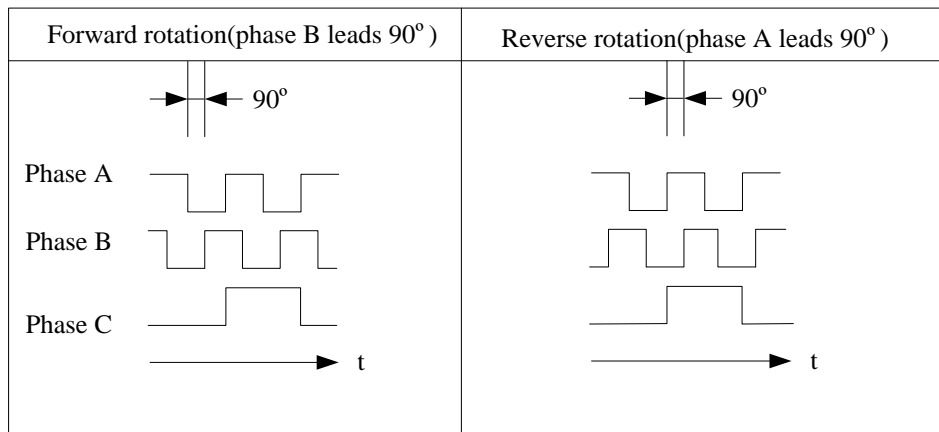 Forward rotation(phase B leads 90º)
Reverse rotation(phase A leads 90º)
90º
90º
Phase A
Phase B
Phase C
t
t